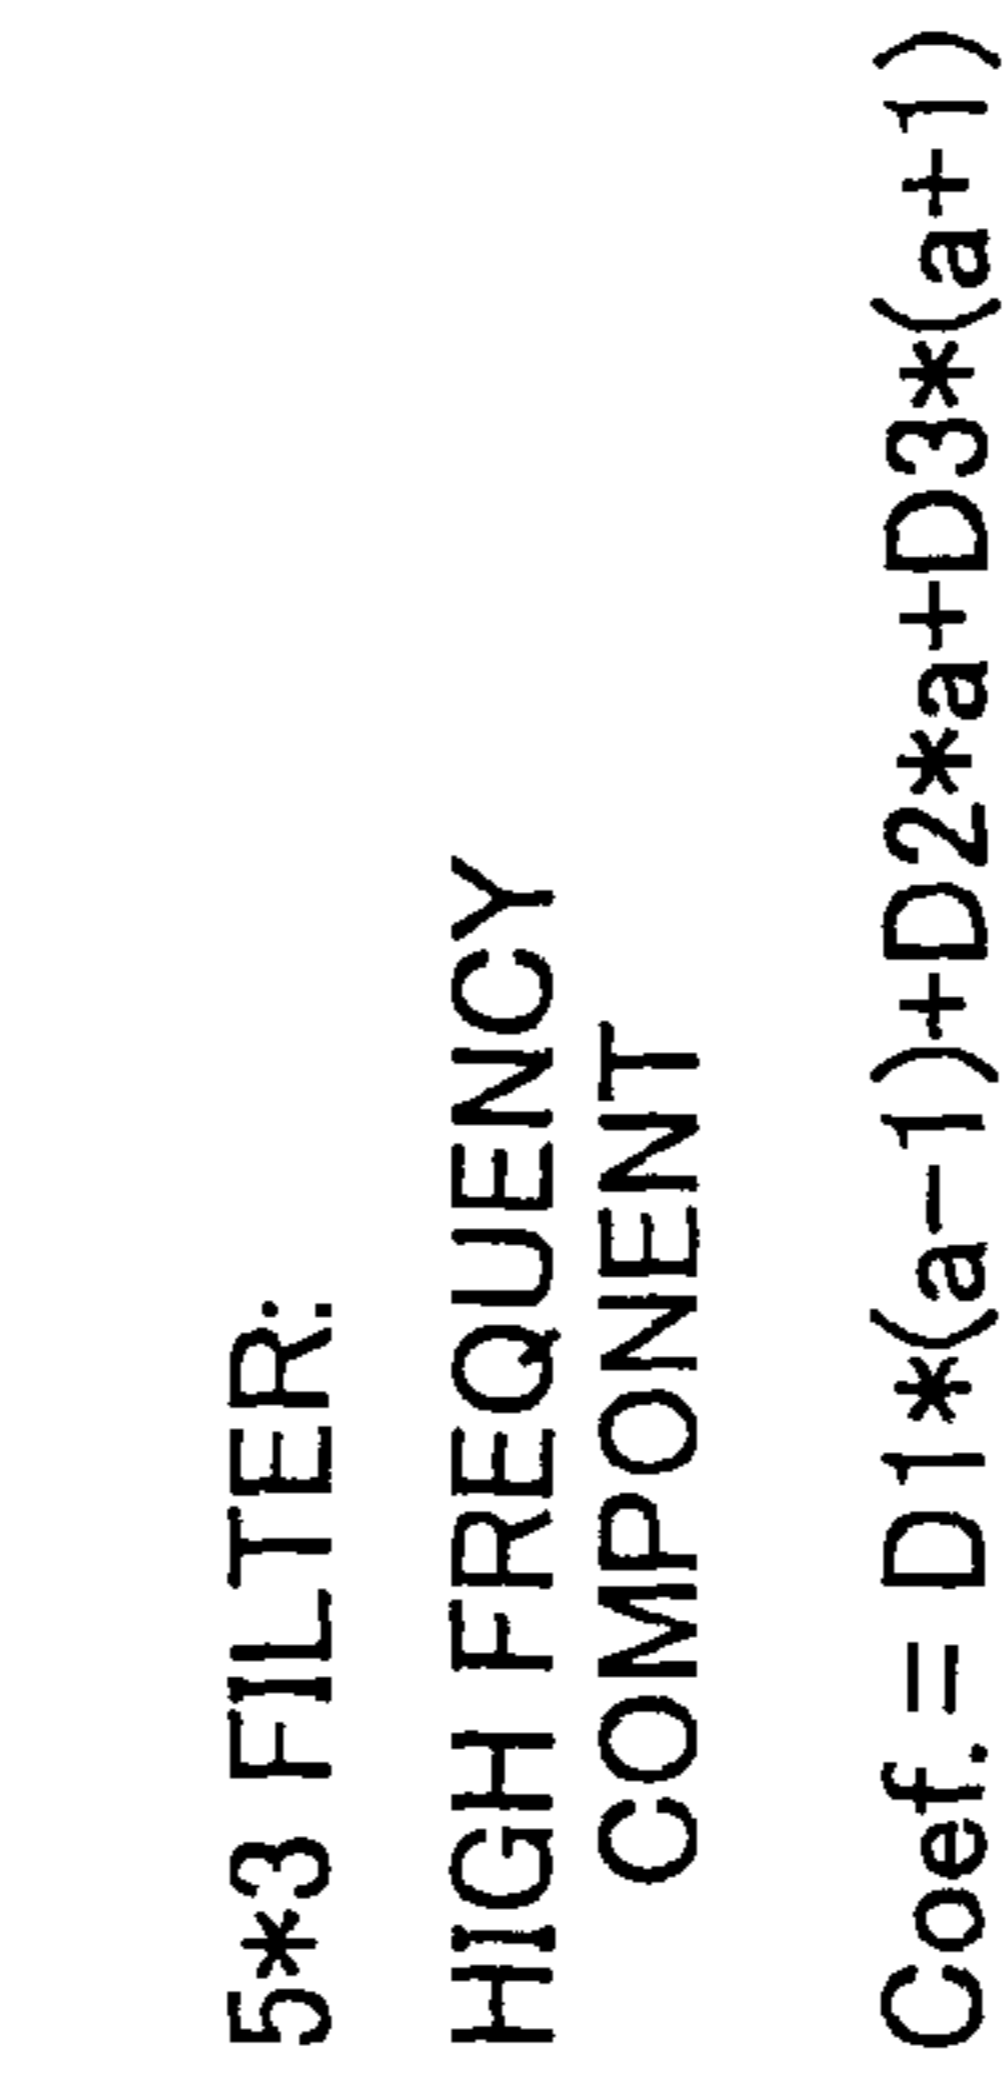 5*3 FILTER:
HIGH FREQUENCY
COMPONENT
Coef. = D1*(a-1)+D2*a+D3*(a+1)